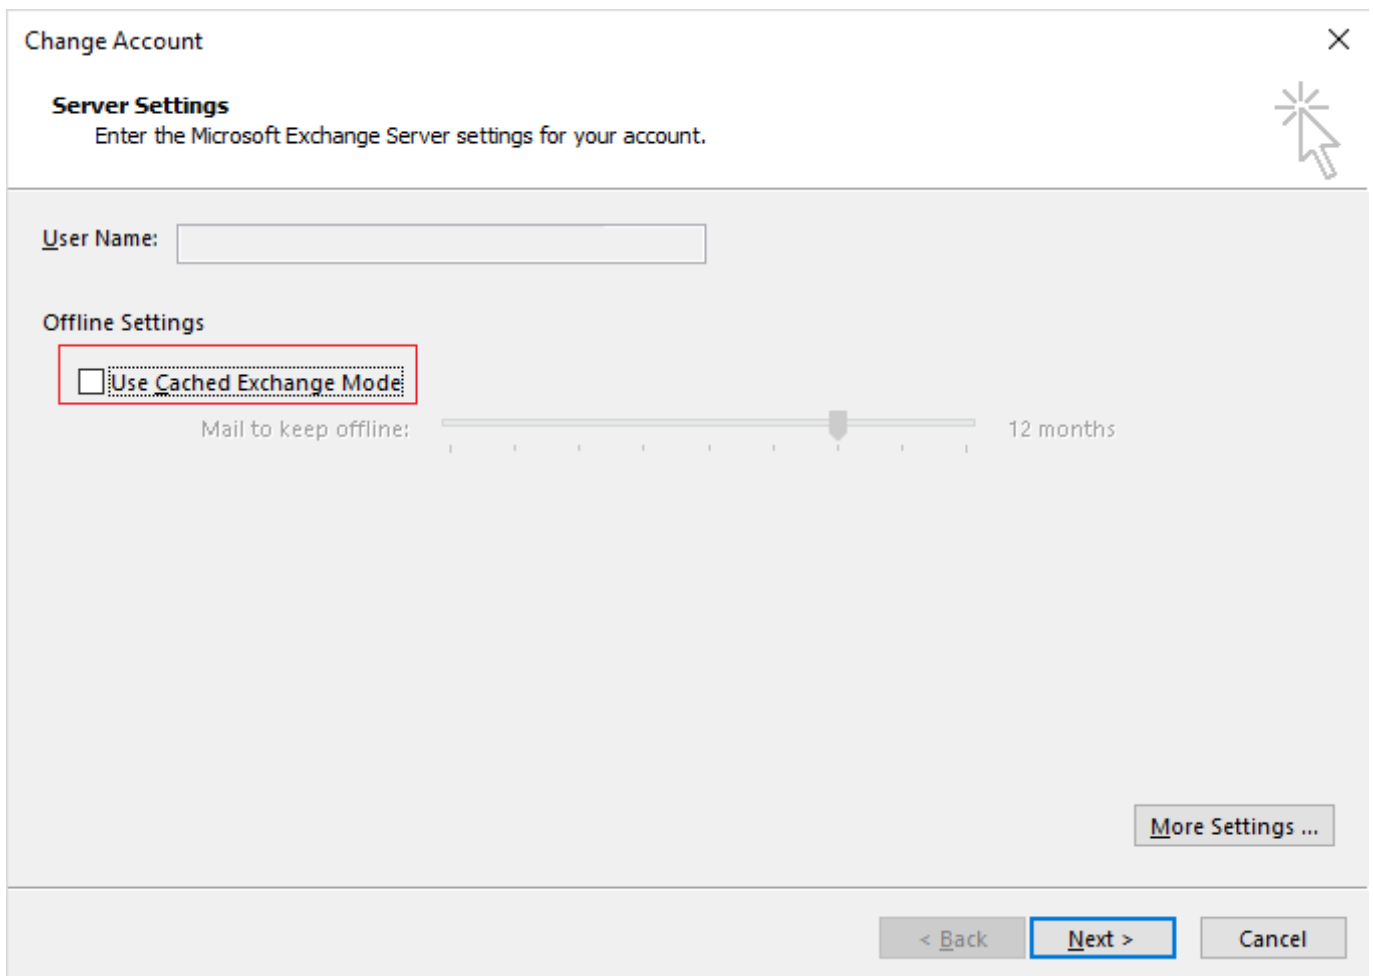 Change Account
Server Settings
Enter the Microsoft Exchange Server settings for your account.
User Name:
Offline Settings
Use Cached Exchange Mode
Mail to keep offline: 12 months
More Settings ...
< Back Next > Cancel